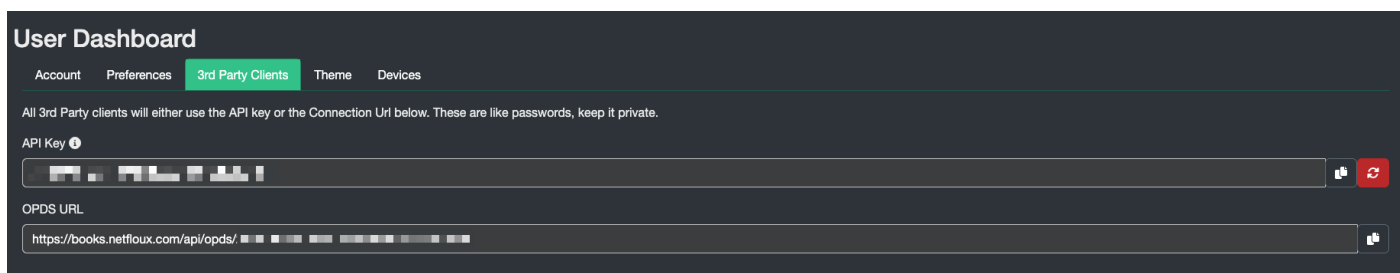 User Dashboard
Account Preferences 3rd Party Clients Theme Devices
All 3rd Party clients will either use the API key or the Connection Url below. These are like passwords, keep it private.
API Key
OPDS URL
https://books.netfloux.com/api/opds/